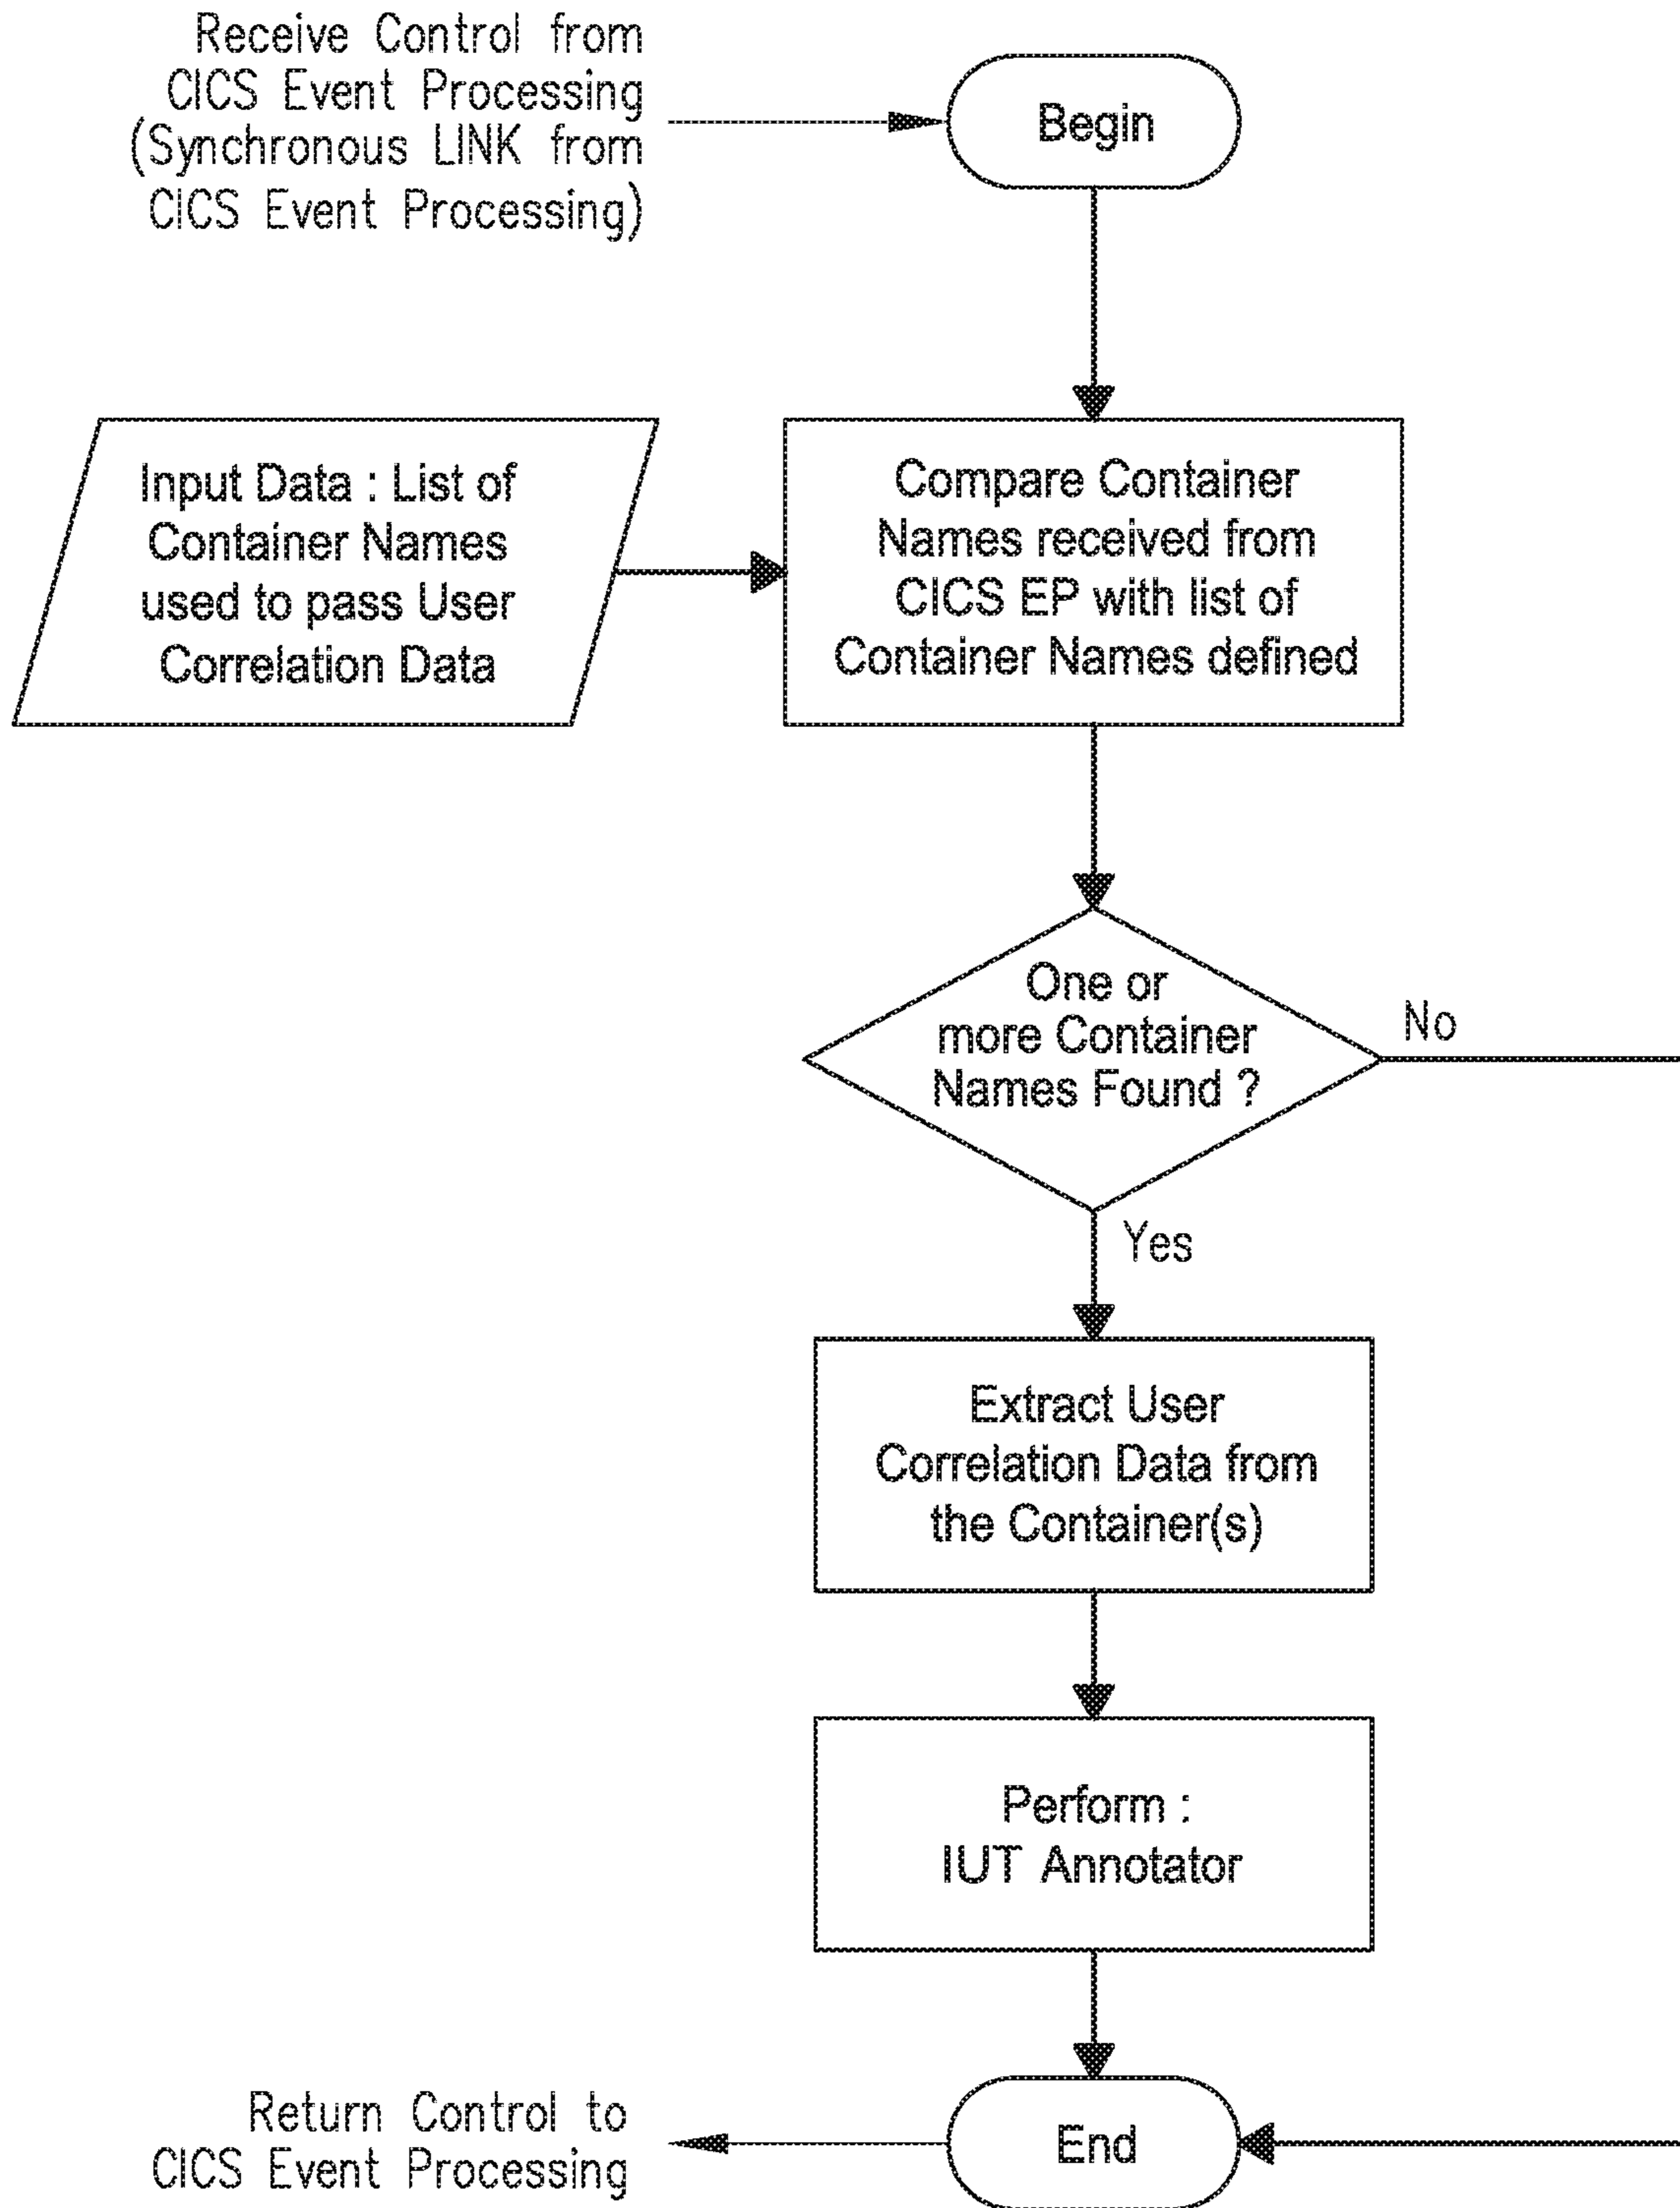 Receive Control from
CICS Event Processing
(Synchronous LINK from
CICS Event Processing)
Begin
Input Data : List of
Container Names
used to pass User
Correlation Data
Compare Container
Names received from
CICS EP with list of
Container Names defined
One or
more Container
Names Found ?
No
Yes
Extract User
Correlation Data from
the Container(s)
Perform :
IUT Annotator
Return Control to
CICS Event Processing
End